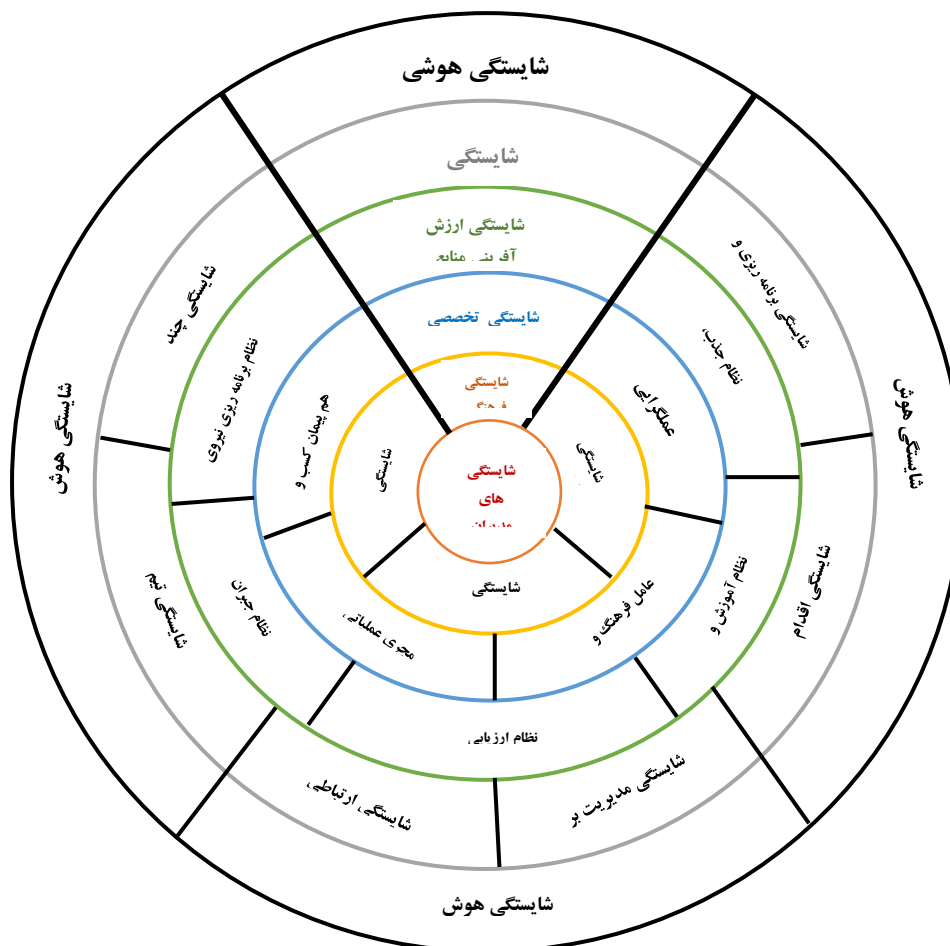 شایستگی هوشی
شایستگی
شایستگی ارزش
آفرینی منابع
شایستگی تخصصی
شایستگی
شایستگی
های
مدیران
شایستگی هوش
شایستگی برنامه ریزی و
شایستگی اقدام
شایستگی مدیریت بر
شایستگی هوش
شایستگی ارتباطی
شایستگی تیم
شایستگی چند
شایستگی هوش
نظام جذب،
نظام آموزش و
نظام ارزیابی
نظام جبران
نظام برنامه ریزی نیروی
عملگرایی
عامل فرهنگ و
مجری عملیاتی
هم پیمان کسب و
شایستگی
شایستگی
شایستگی